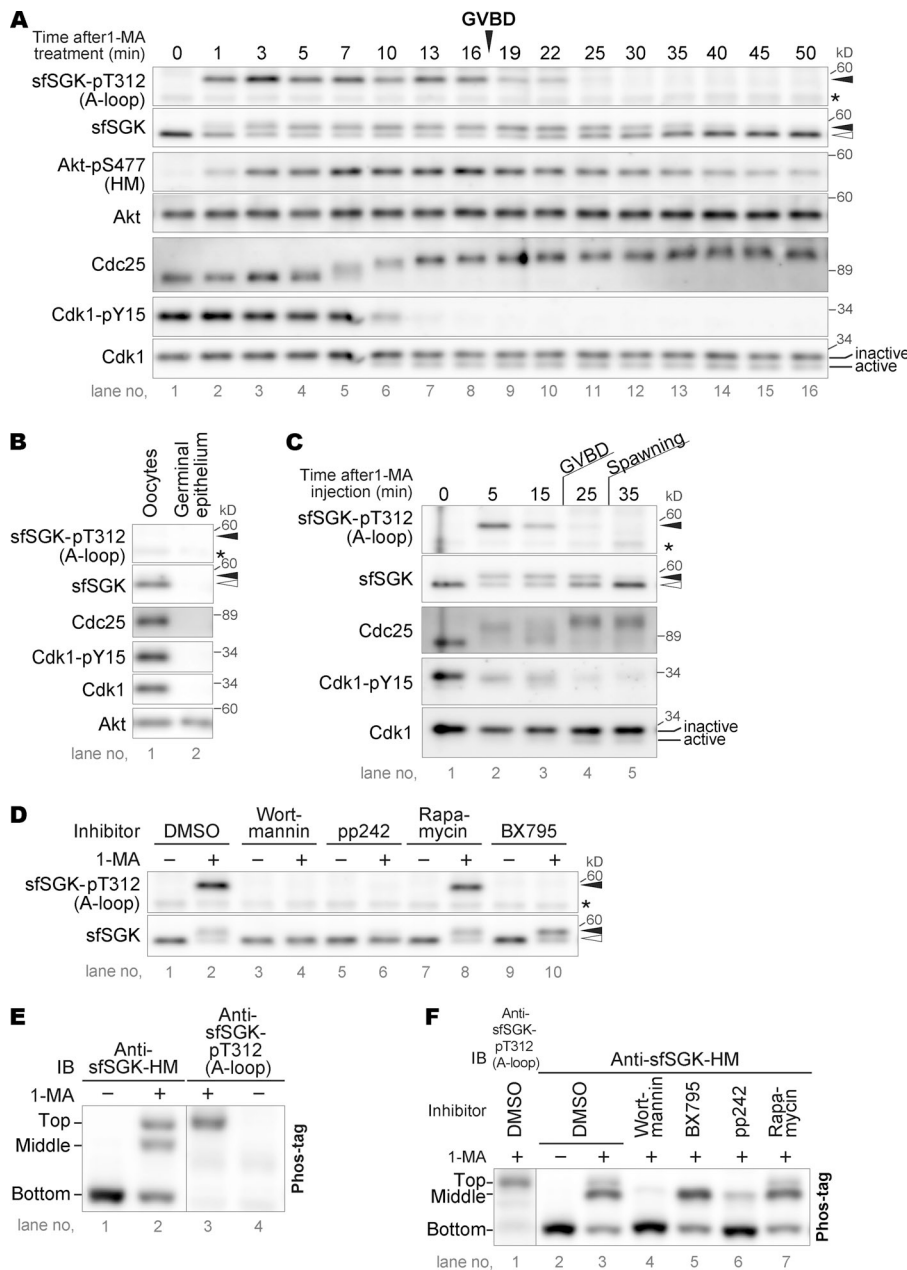 A
GVBD
Time after1-MA
treatment (min)
0 1 3 5 7 10 13 16 19 22 25 30 35 40 45 50
kD
sfSGK-pT312
(A-loop)
60
*
sfSGK
60
Akt-pS477
(HM)
60
Akt
60
Cdc25
89
Cdk1-pY15
34
Cdk1
34
inactive
active
lane no, 1 2 3 4 5 6 7 8 9 10 11 12 13 14 15 16
B
Oocytes
Germinal
epithelium
kD
sfSGK-pT312
(A-loop)
60
*
sfSGK
60
Cdc25
89
Cdk1-pY15
34
Cdk1
34
Akt
60
lane no, 1 2
C
GVBD
Spawning
Time after1-MA
injection (min)
0 5 15 25 35
kD
sfSGK-pT312
(A-loop)
60
*
sfSGK
60
Cdc25
89
Cdk1-pY15
34
Cdk1
34
inactive
active
lane no, 1 2 3 4 5
D
Inhibitor
DMSO
Wort-
mannin
pp242
Rapa-
mycin
BX795
1-MA − + − + − + − + − +
kD
sfSGK-pT312
(A-loop)
60
*
sfSGK
60
lane no, 1 2 3 4 5 6 7 8 9 10
E
IB
Anti-
sfSGK-HM
Anti-
sfSGK-
pT312
(A-loop)
1-MA − + + −
Top
Middle
Bottom
Phos-tag
lane no, 1 2 3 4
F
IB
Anti-
sfSGK-
pT312
(A-loop)
Anti-sfSGK-HM
Inhibitor
DMSO
DMSO
Wort-
mannin
BX795
pp242
Rapa-
mycin
1-MA + − + + + + +
Top
Middle
Bottom
Phos-tag
lane no, 1 2 3 4 5 6 7